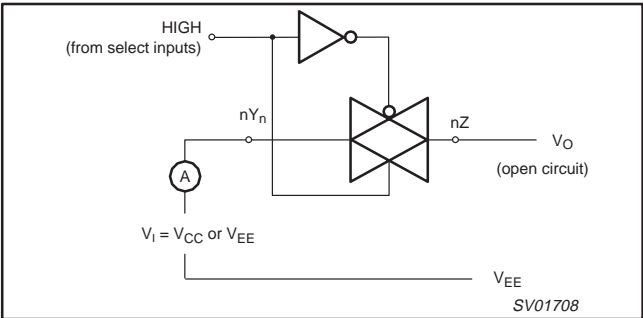 HIGH
(from select inputs)
nYn
nZ
VO
(open circuit)
A
VI = VCC or VEE
VEE
SV01708